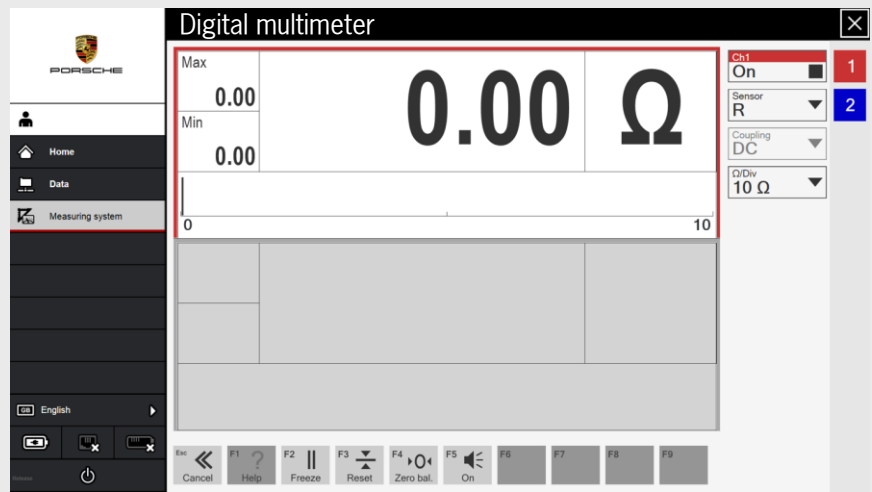 Digital multimeter
PORSCHE
Home
Data
Measuring system
GB English
Max
0.00
Min
0.00
0.00 Ω
0 10
Ch1
On
1
Sensor
R
2
Coupling
DC
Ω/Div
10 Ω
Esc
Cancel
F1 ?
Help
F2
Freeze
F3
Reset
F4
Zero bal.
F5
On
F6
F7
F8
F9